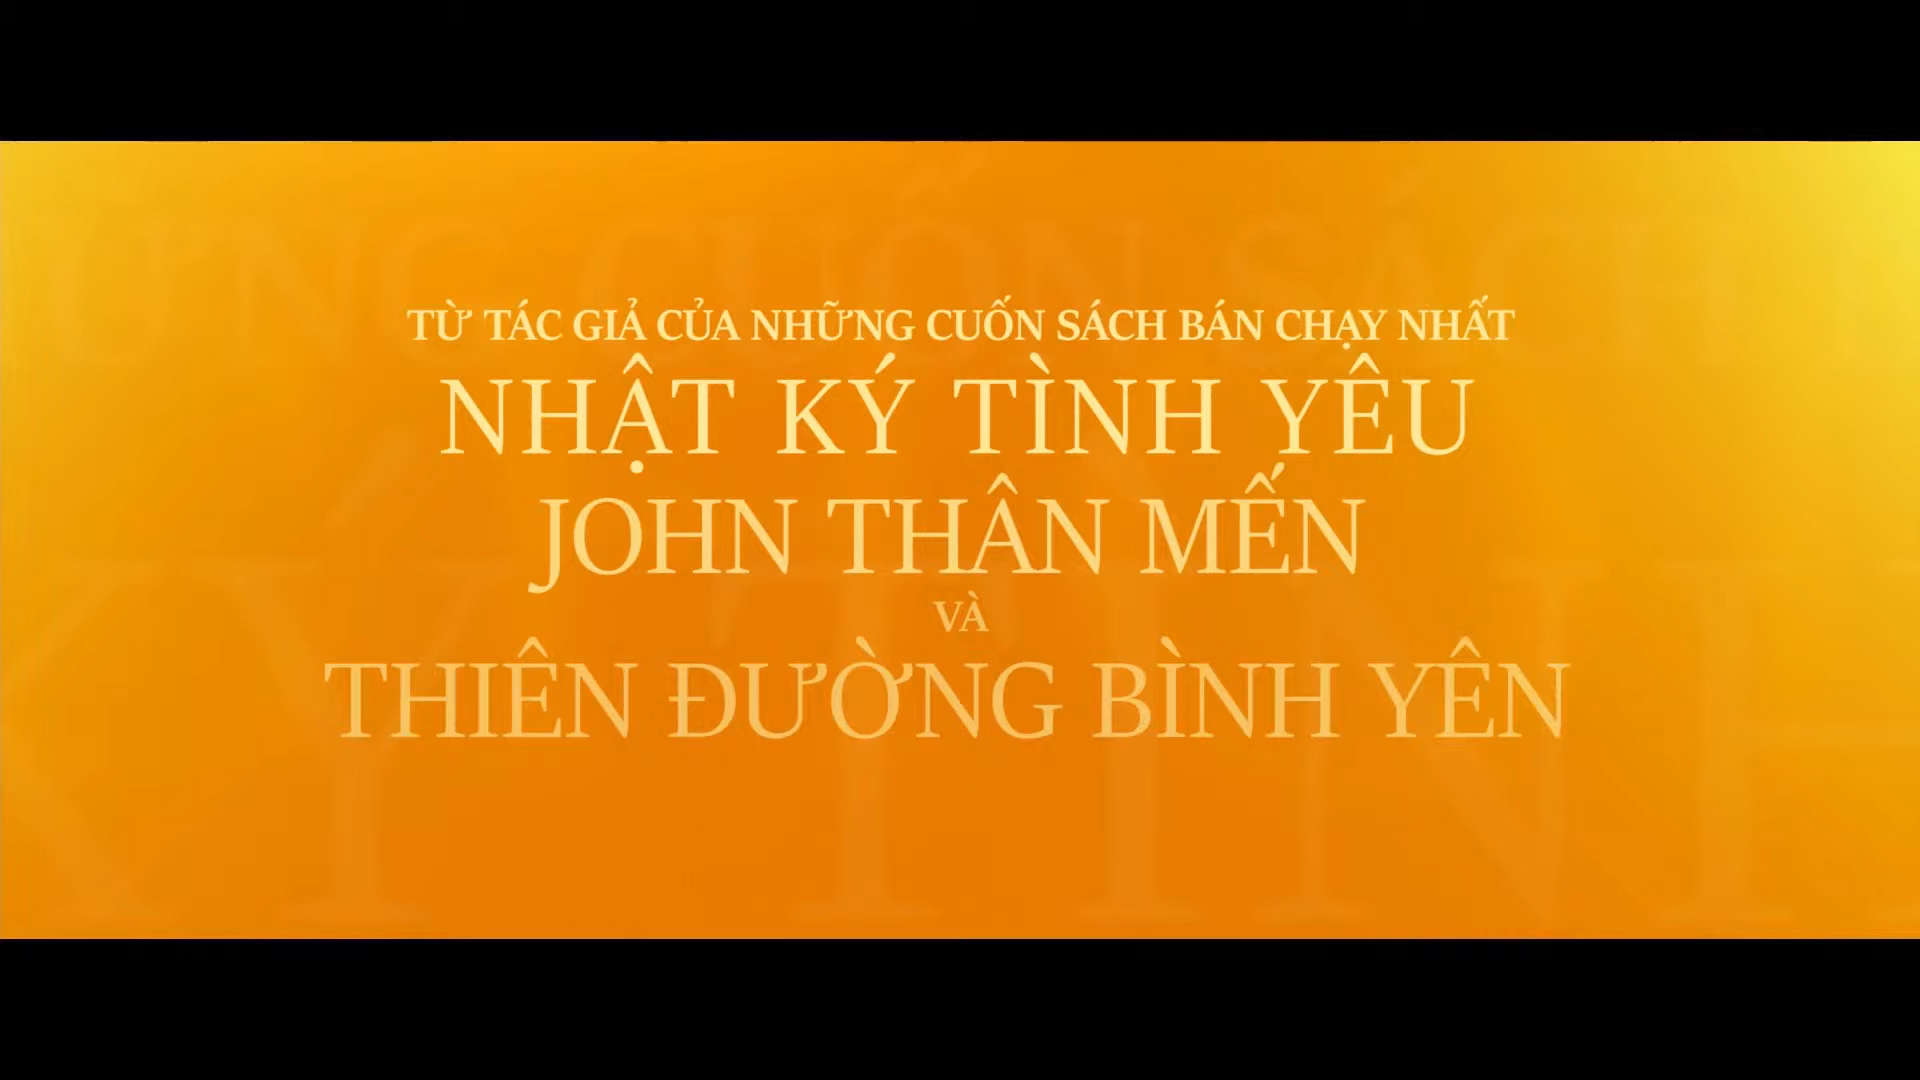 TỪ TÁC GIẢ CỦA NHỮNG CUỐN SÁCH BÁN CHẠY NHẤT
NHẬT KÝ TÌNH YÊU
JOHN THÂN MẾN
VÀ
THIÊN ĐƯỜNG BÌNH YÊN